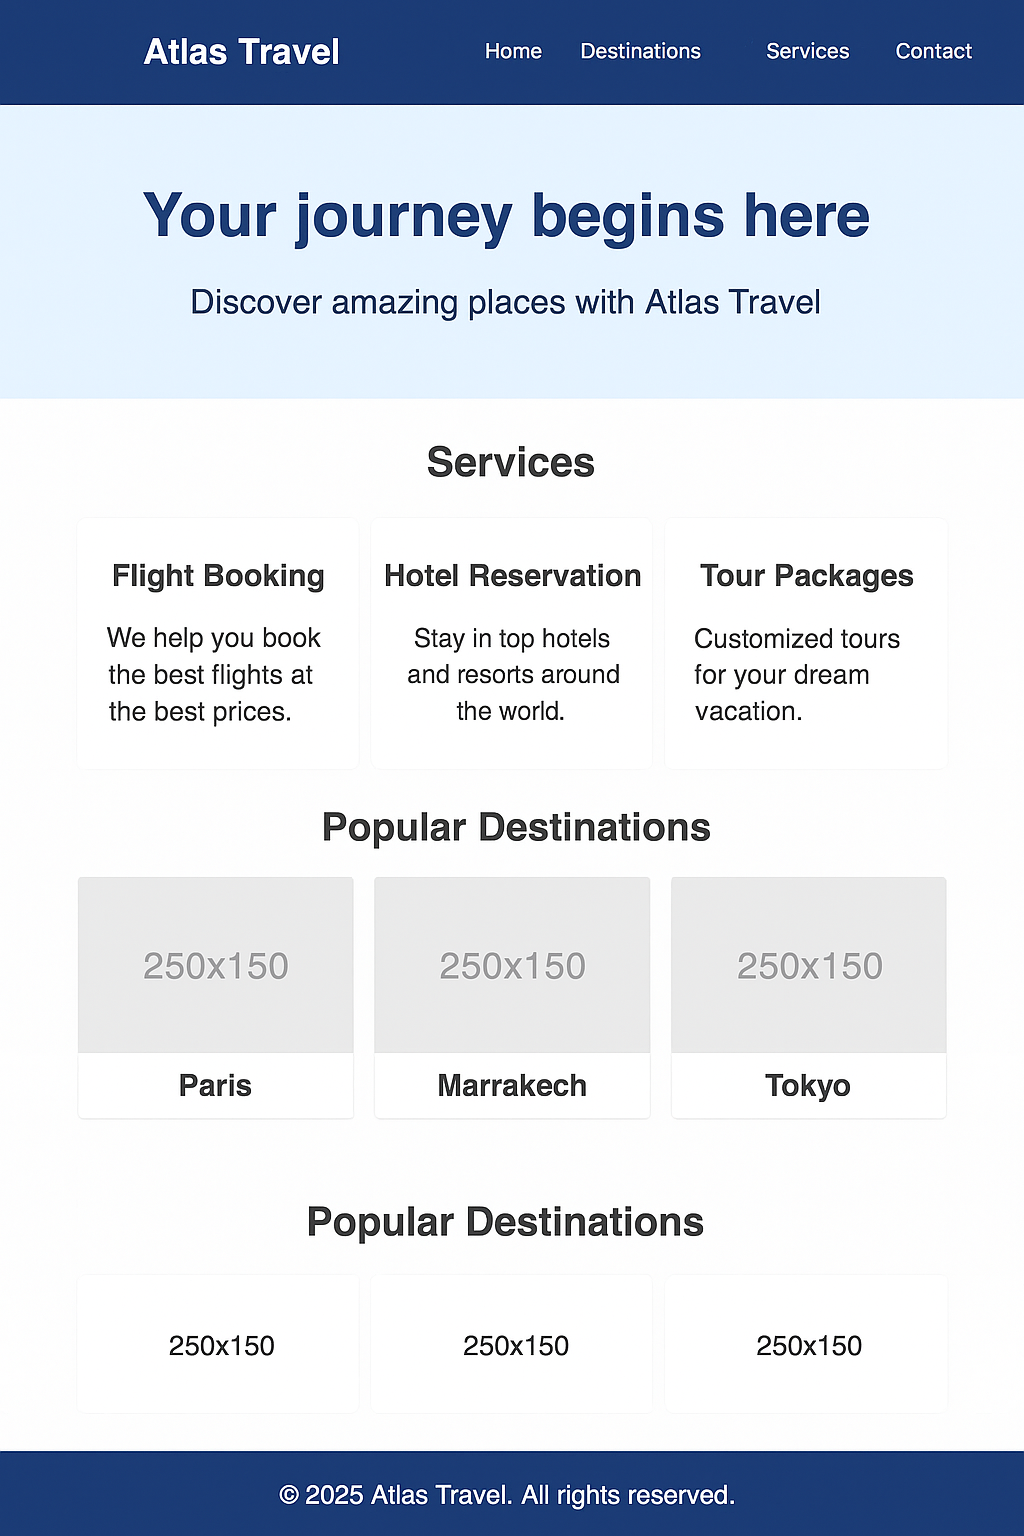 Atlas Travel
Home
Destinations
Services
Contact
Your journey begins here
Discover amazing places with Atlas Travel
Services
Flight Booking
We help you book
the best flights at
the best prices.
Hotel Reservation
Stay in top hotels
and resorts around
the world.
Tour Packages
Customized tours
for your dream
vacation.
Popular Destinations
250x150
Paris
250x150
Marrakech
250x150
Tokyo
Popular Destinations
250x150
250x150
250x150
© 2025 Atlas Travel. All rights reserved.